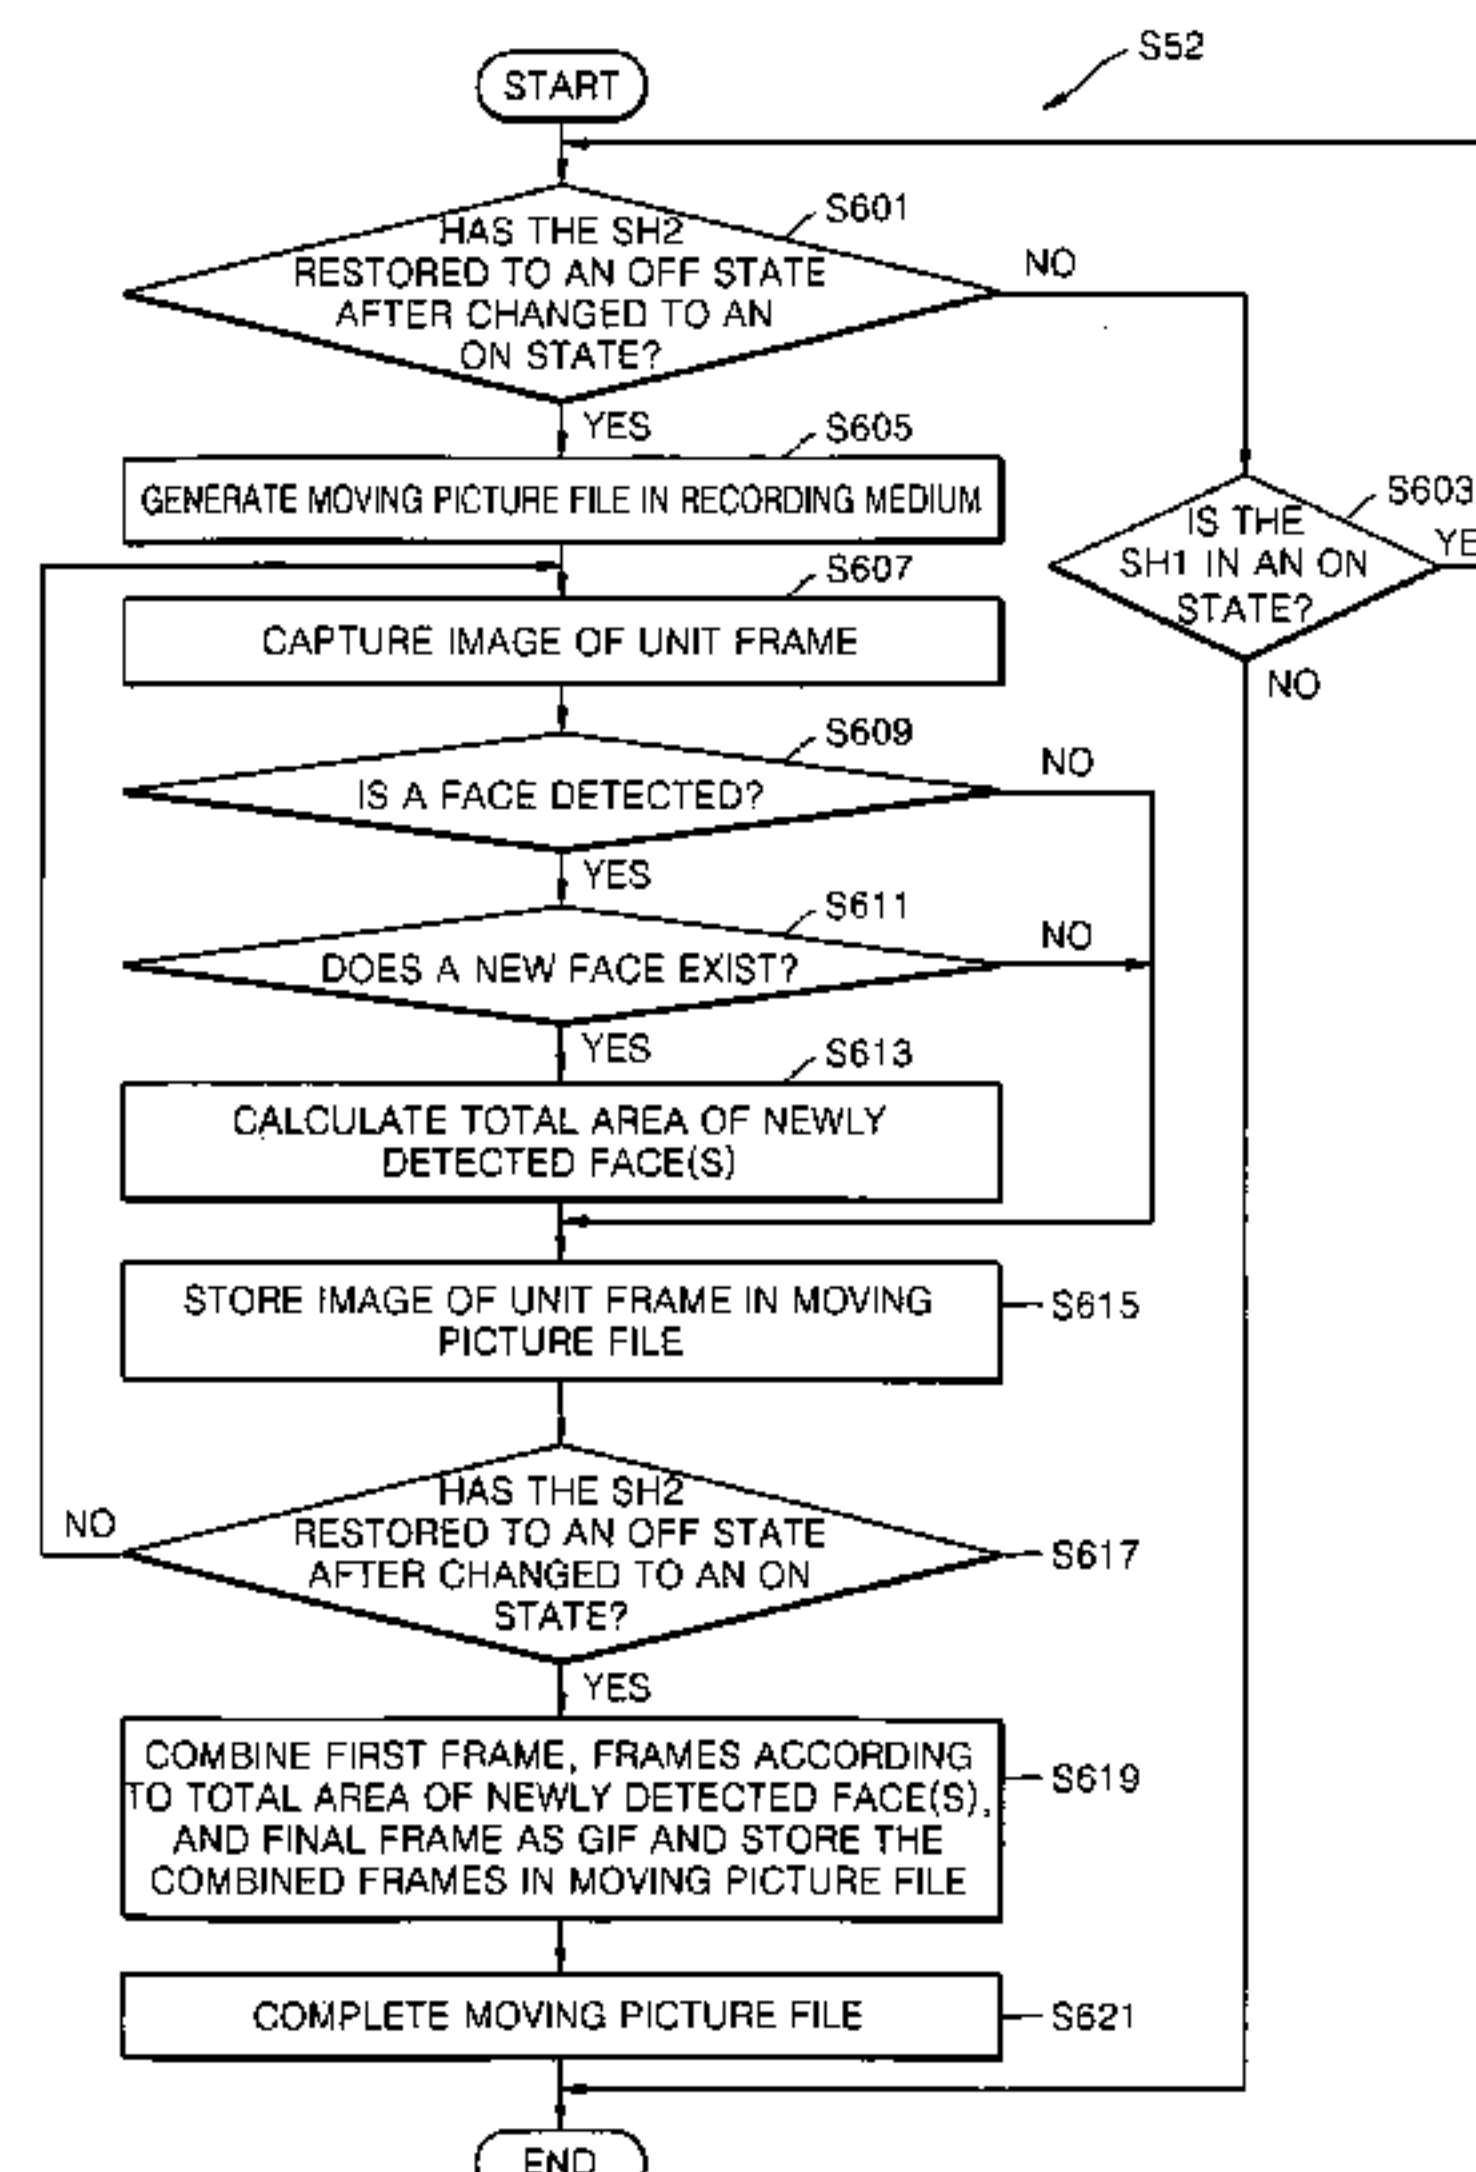 S52
START
S601
HAS THE SH2
RESTORED TO AN OFF STATE
AFTER CHANGED TO AN
ON STATE?
NO
YES
S605
GENERATE MOVING PICTURE FILE IN RECORDING MEDIUM
S603
IS THE
SH1 IN AN ON
STATE?
YE
NO
S607
CAPTURE IMAGE OF UNIT FRAME
S609
IS A FACE DETECTED?
NO
YES
S611
DOES A NEW FACE EXIST?
NO
YES
S613
CALCULATE TOTAL AREA OF NEWLY
DETECTED FACE(S)
STORE IMAGE OF UNIT FRAME IN MOVING
PICTURE FILE
S615
HAS THE SH2
RESTORED TO AN OFF STATE
AFTER CHANGED TO AN ON
STATE?
NO
S617
YES
COMBINE FIRST FRAME, FRAMES ACCORDING
TO TOTAL AREA OF NEWLY DETECTED FACE(S),
AND FINAL FRAME AS GIF AND STORE THE
COMBINED FRAMES IN MOVING PICTURE FILE
S619
COMPLETE MOVING PICTURE FILE
S621
END